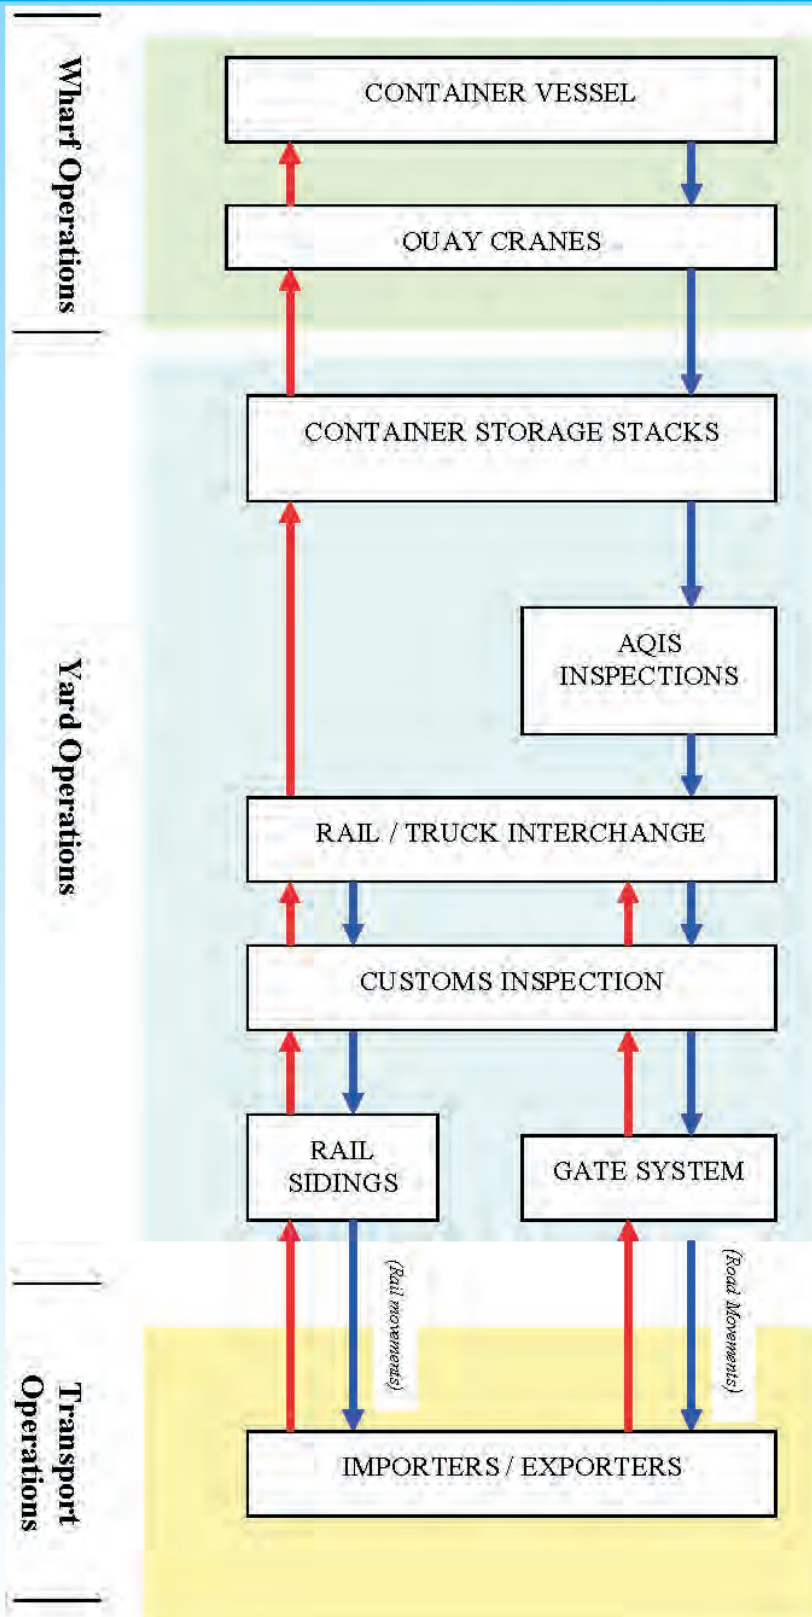 Wharf Operations
CONTAINER VESSEL
OUAY CRANES
Yard Operations
CONTAINER STORAGE STACKS
AQIS
INSPECTIONS
RAIL / TRUCK INTERCHANGE
CUSTOMS INSPECTION
RAIL
SIDINGS
GATE SYSTEM
(Rail movements)
(Road Movements)
Transport
Operations
IMPORTERS / EXPORTERS